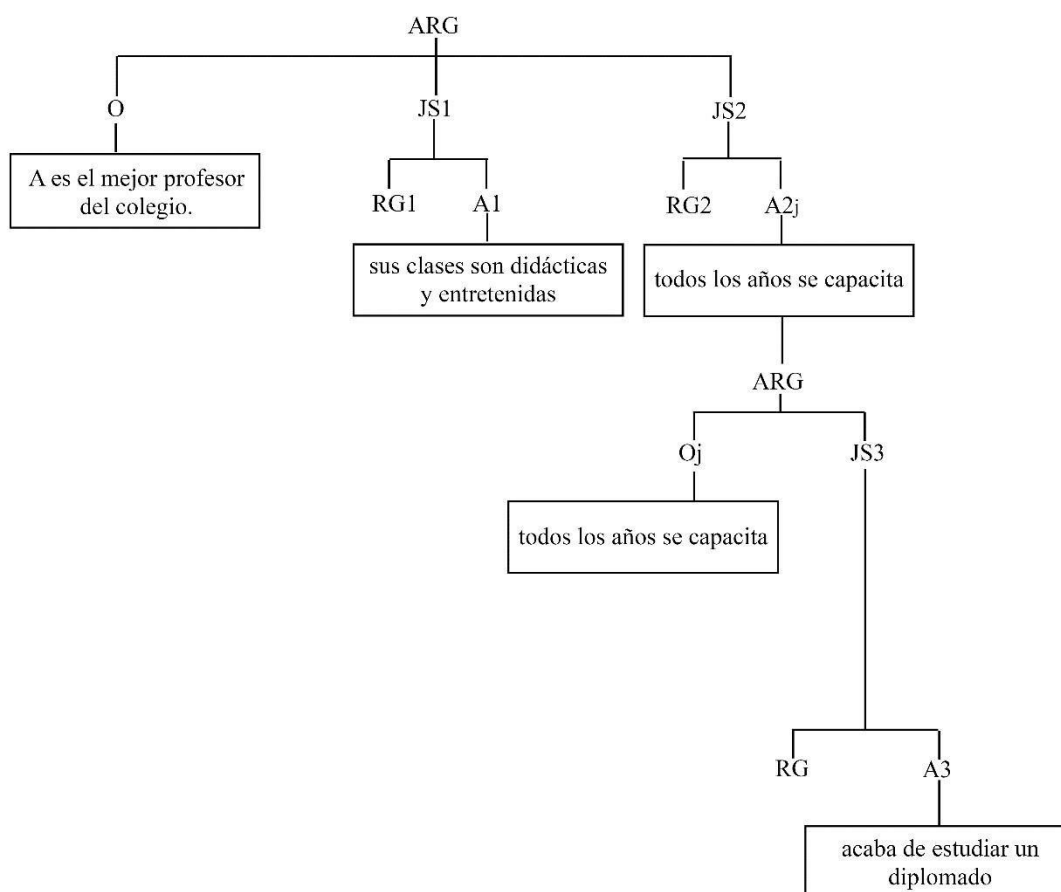 ARG
O JS1 JS2
A es el mejor profesor
del colegio.
RG1 A1 RG2 A2j
sus clases son didácticas
y entretenidas
todos los años se capacita
ARG
Oj JS3
todos los años se capacita
RG A3
acaba de estudiar un
diplomado